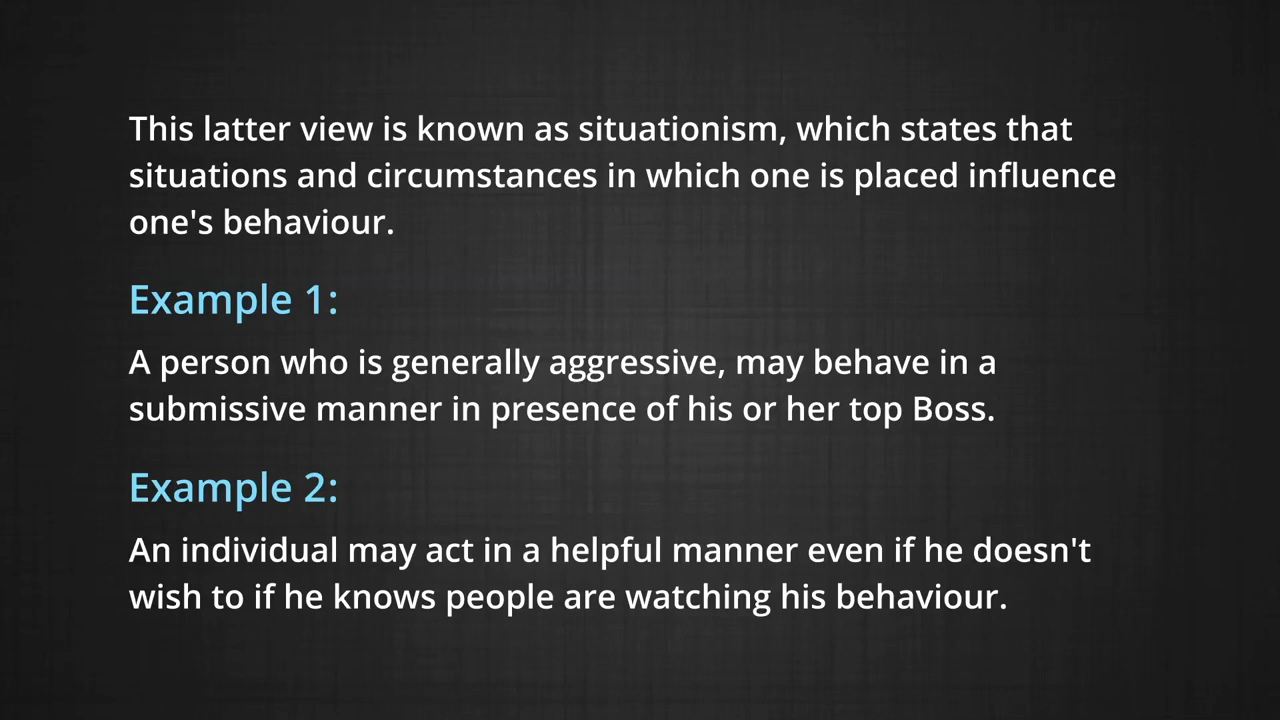 This latter view is known as situationism, which states that
situations and circumstances in which one is placed influence
one's behaviour.
Example 1:
A person who is generally aggressive, may behave in a
submissive manner in presence of his or her top Boss.
Example 2:
An individual may act in a helpful manner even if he doesn't
wish to if he knows people are watching his behaviour.